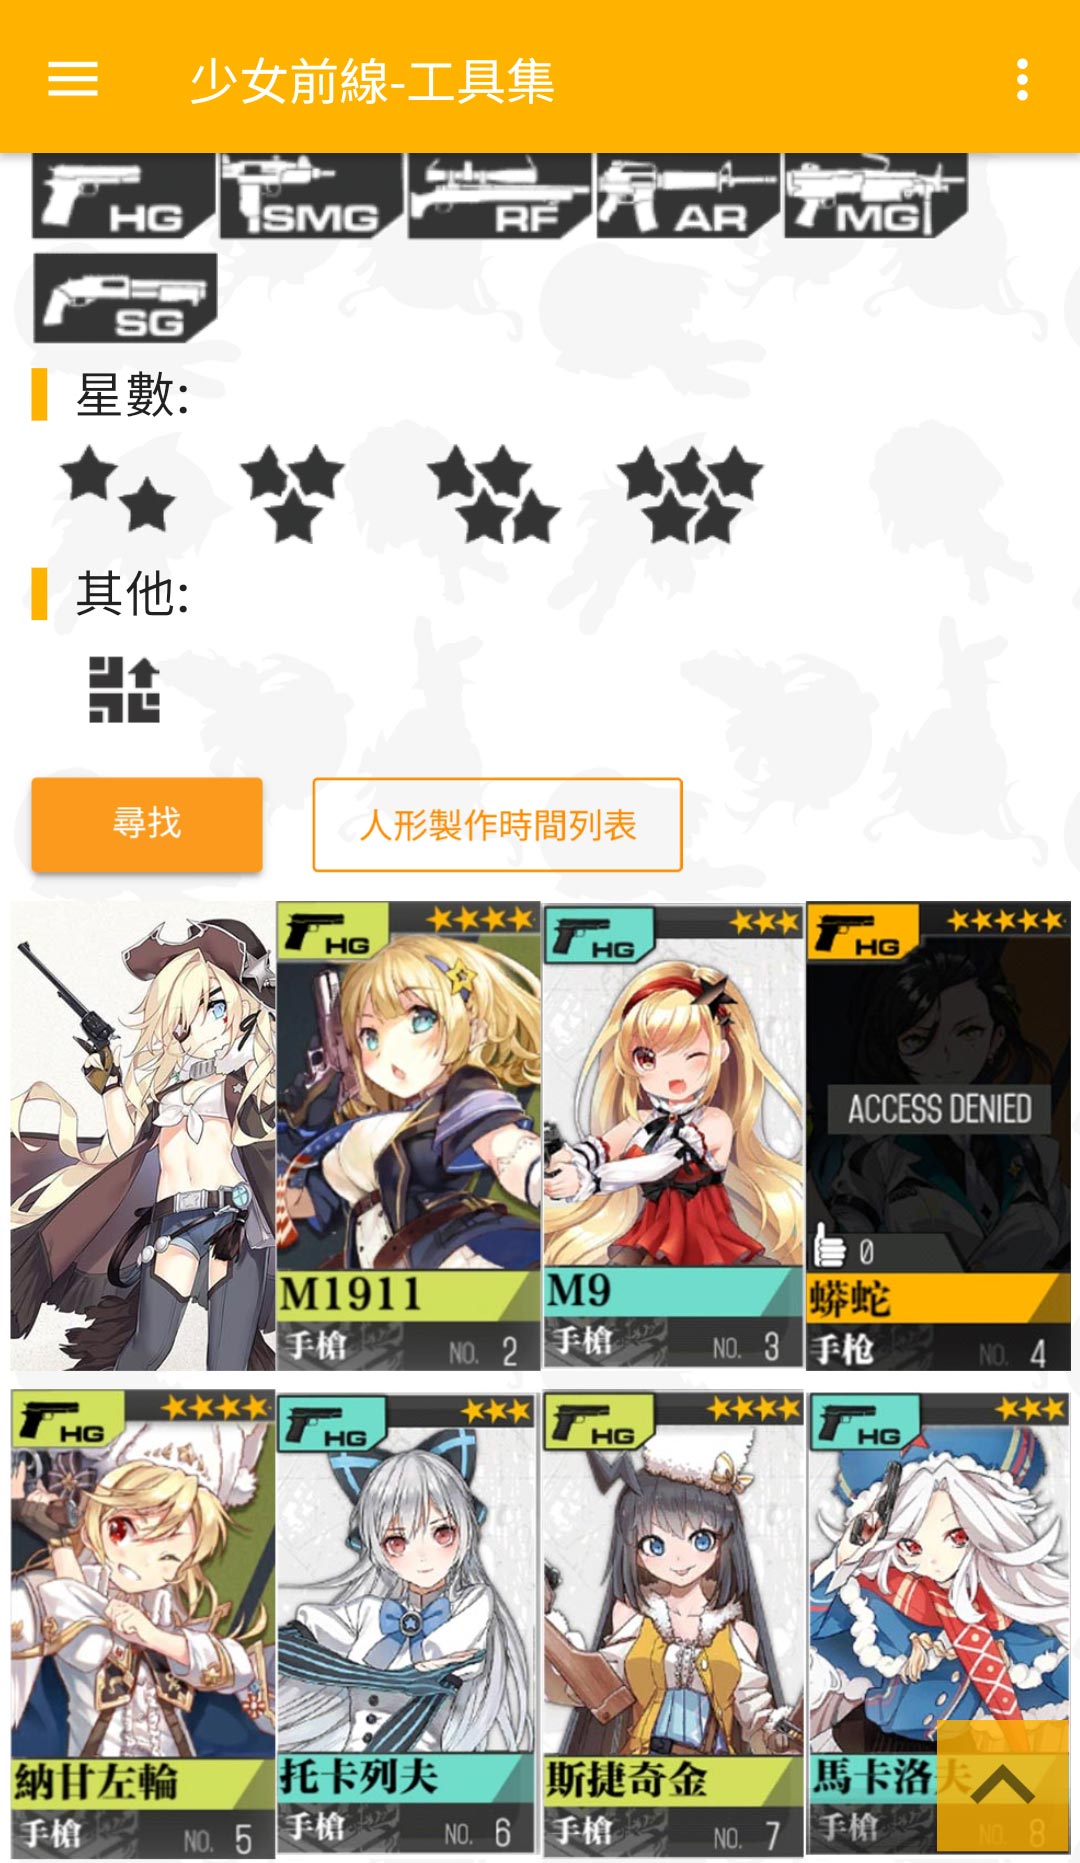 少女前線-工具集
HG SMG RF AR MG
SG
星數:
其他:
尋找 人形製作時間列表
HG HG HG
ACCESS DENIED
0
M1911 M9 蟒蛇
手槍 NO. 2 手槍 NO. 3 手枪 NO. 4
HG HG HG HG
納甘左輪 托卡列夫 斯捷奇金 馬卡洛夫
手槍 NO. 5 手槍 NO. 6 手槍 NO. 7 手槍 NO. 8